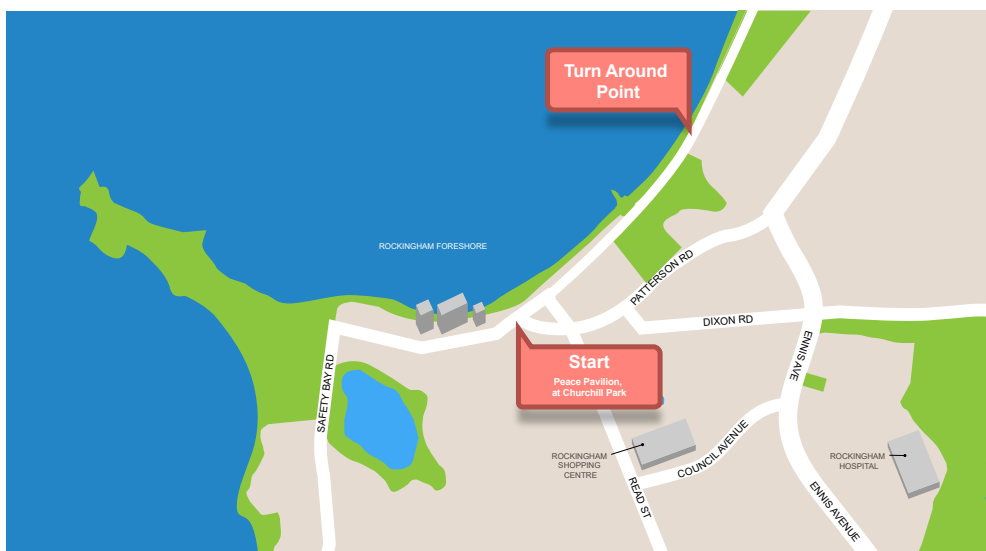 Turn Around
Point
ROCKINGHAM FORESHORE
PATTERSON RD
DIXON RD
ENNIS AVE
SAFETY BAY RD
Start
Peace Pavilion,
at Churchill Park
ROCKINGHAM
SHOPPING
CENTRE
COUNCIL AVENUE
READ ST
ROCKINGHAM
HOSPITAL
ENNIS AVENUE